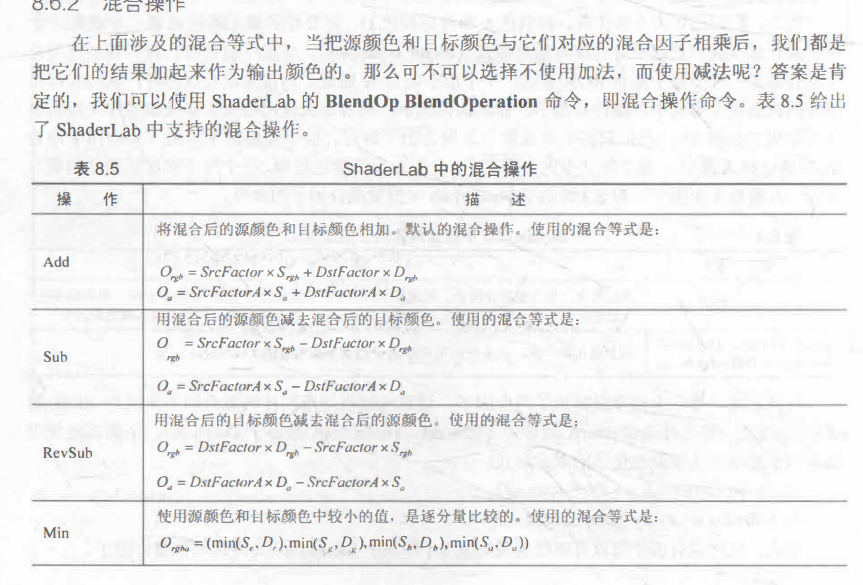 8.6.2 混合操作
在上面涉及的混合等式中，当把源颜色和目标颜色与它们对应的混合因子相乘后，我们都是
把它们的结果加起来作为输出颜色的。那么可不可以选择不使用加法，而使用减法呢？答案是肯
定的，我们可以使用 ShaderLab 的 BlendOp BlendOperation 命令，即混合操作命令。表 8.5 给出
了 ShaderLab 中支持的混合操作。
表 8.5 ShaderLab 中的混合操作
操 作 描 述
将混合后的源颜色和目标颜色相加。默认的混合操作。使用的混合等式是：
Add
O_rgb = SrcFactor × S_rgb + DstFactor × D_rgb
O_a = SrcFactorA × S_a + DstFactorA × D_a
用混合后的源颜色减去混合后的目标颜色。使用的混合等式是：
O_rgb = SrcFactor × S_rgb − DstFactor × D_rgb
Sub
O_a = SrcFactorA × S_a − DstFactorA × D_a
用混合后的目标颜色减去混合后的源颜色。使用的混合等式是：
RevSub O_rgb = DstFactor × D_rgb − SrcFactor × S_rgb
O_a = DstFactorA × D_a − SrcFactorA × S_a
使用源颜色和目标颜色中较小的值，是逐分量比较的。使用的混合等式是：
Min
O_rgba = (min(S_r, D_r), min(S_g, D_g), min(S_b, D_b), min(S_a, D_a))